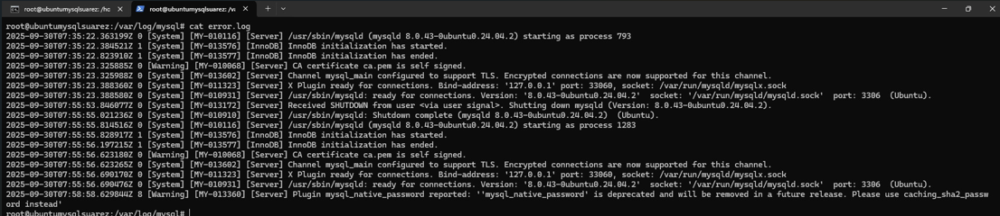 root@ubuntumysqlsuarez: /hc
root@ubuntumysqlsuarez: /va
root@ubuntumysqlsuarez:/var/log/mysql# cat error.log
2025-09-30T07:35:22.363199Z 0 [System] [MY-010116] [Server] /usr/sbin/mysqld (mysqld 8.0.43-0ubuntu0.24.04.2) starting as process 793
2025-09-30T07:35:22.384521Z 1 [System] [MY-013576] [InnoDB] InnoDB initialization has started.
2025-09-30T07:35:22.823910Z 1 [System] [MY-013577] [InnoDB] InnoDB initialization has ended.
2025-09-30T07:35:23.325885Z 0 [Warning] [MY-010068] [Server] CA certificate ca.pem is self signed.
2025-09-30T07:35:23.325988Z 0 [System] [MY-013602] [Server] Channel mysql_main configured to support TLS. Encrypted connections are now supported for this channel.
2025-09-30T07:35:23.388360Z 0 [System] [MY-011323] [Server] X Plugin ready for connections. Bind-address: '127.0.0.1' port: 33060, socket: /var/run/mysqld/mysqlx.sock
2025-09-30T07:35:23.388580Z 0 [System] [MY-010931] [Server] /usr/sbin/mysqld: ready for connections. Version: '8.0.43-0ubuntu0.24.04.2'  socket: '/var/run/mysqld/mysqld.sock'  port: 3306  (Ubuntu).
2025-09-30T07:55:53.846077Z 0 [System] [MY-013172] [Server] Received SHUTDOWN from user <via user signal>. Shutting down mysqld (Version: 8.0.43-0ubuntu0.24.04.2).
2025-09-30T07:55:55.021236Z 0 [System] [MY-010910] [Server] /usr/sbin/mysqld: Shutdown complete (mysqld 8.0.43-0ubuntu0.24.04.2)  (Ubuntu).
2025-09-30T07:55:55.814516Z 0 [System] [MY-010116] [Server] /usr/sbin/mysqld (mysqld 8.0.43-0ubuntu0.24.04.2) starting as process 1283
2025-09-30T07:55:55.828917Z 1 [System] [MY-013576] [InnoDB] InnoDB initialization has started.
2025-09-30T07:55:56.197215Z 1 [System] [MY-013577] [InnoDB] InnoDB initialization has ended.
2025-09-30T07:55:56.623180Z 0 [Warning] [MY-010068] [Server] CA certificate ca.pem is self signed.
2025-09-30T07:55:56.623265Z 0 [System] [MY-013602] [Server] Channel mysql_main configured to support TLS. Encrypted connections are now supported for this channel.
2025-09-30T07:55:56.690170Z 0 [System] [MY-011323] [Server] X Plugin ready for connections. Bind-address: '127.0.0.1' port: 33060, socket: /var/run/mysqld/mysqlx.sock
2025-09-30T07:55:56.690476Z 0 [System] [MY-010931] [Server] /usr/sbin/mysqld: ready for connections. Version: '8.0.43-0ubuntu0.24.04.2'  socket: '/var/run/mysqld/mysqld.sock'  port: 3306  (Ubuntu).
2025-09-30T07:58:58.629844Z 8 [Warning] [MY-013360] [Server] Plugin mysql_native_password reported: ''mysql_native_password' is deprecated and will be removed in a future release. Please use caching_sha2_passw
ord instead'
root@ubuntumysqlsuarez:/var/log/mysql#